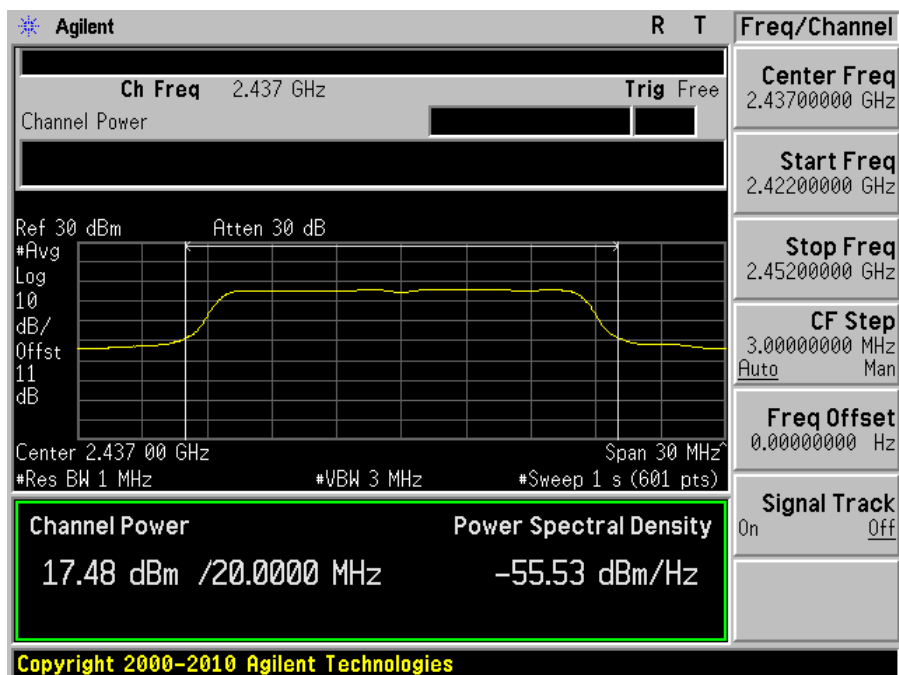 Agilent R T
Freq/Channel
Ch Freq 2.437 GHz Trig Free
Channel Power
Ref 30 dBm Atten 30 dB
#Avg
Log
10
dB/
Offst
11
dB
Center 2.437 00 GHz Span 30 MHz^
#Res BW 1 MHz #VBW 3 MHz #Sweep 1 s (601 pts)
Channel Power Power Spectral Density
17.48 dBm /20.0000 MHz -55.53 dBm/Hz
Copyright 2000-2010 Agilent Technologies
Center Freq
2.43700000 GHz
Start Freq
2.42200000 GHz
Stop Freq
2.45200000 GHz
CF Step
3.00000000 MHz
Auto Man
Freq Offset
0.00000000 Hz
Signal Track
On Off